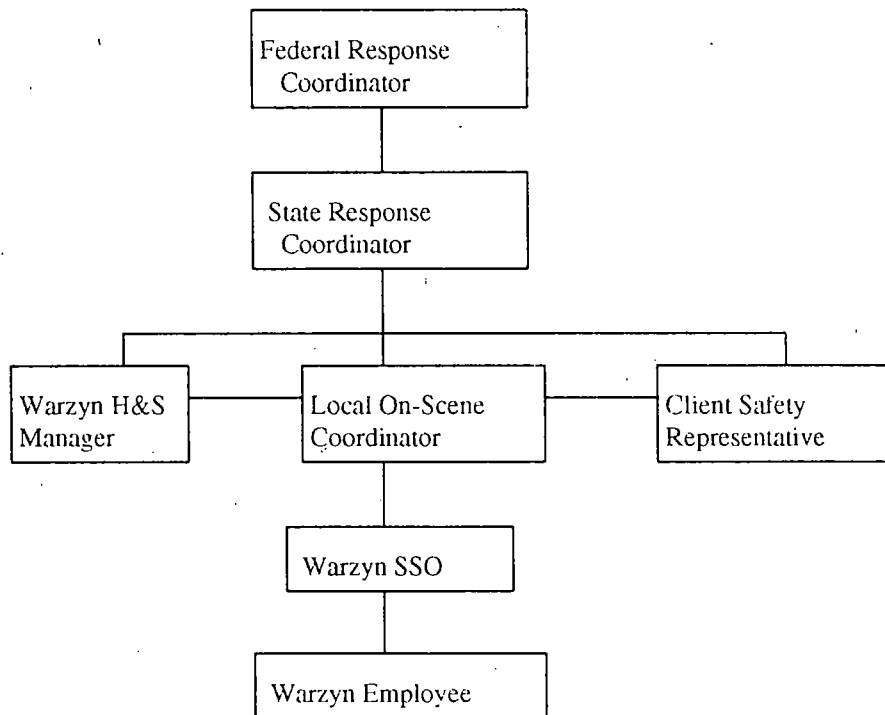 Federal Response
Coordinator
State Response
Coordinator
Warzyn H&S
Manager
Local On-Scene
Coordinator
Client Safety
Representative
Warzyn SSO
Warzyn Employee